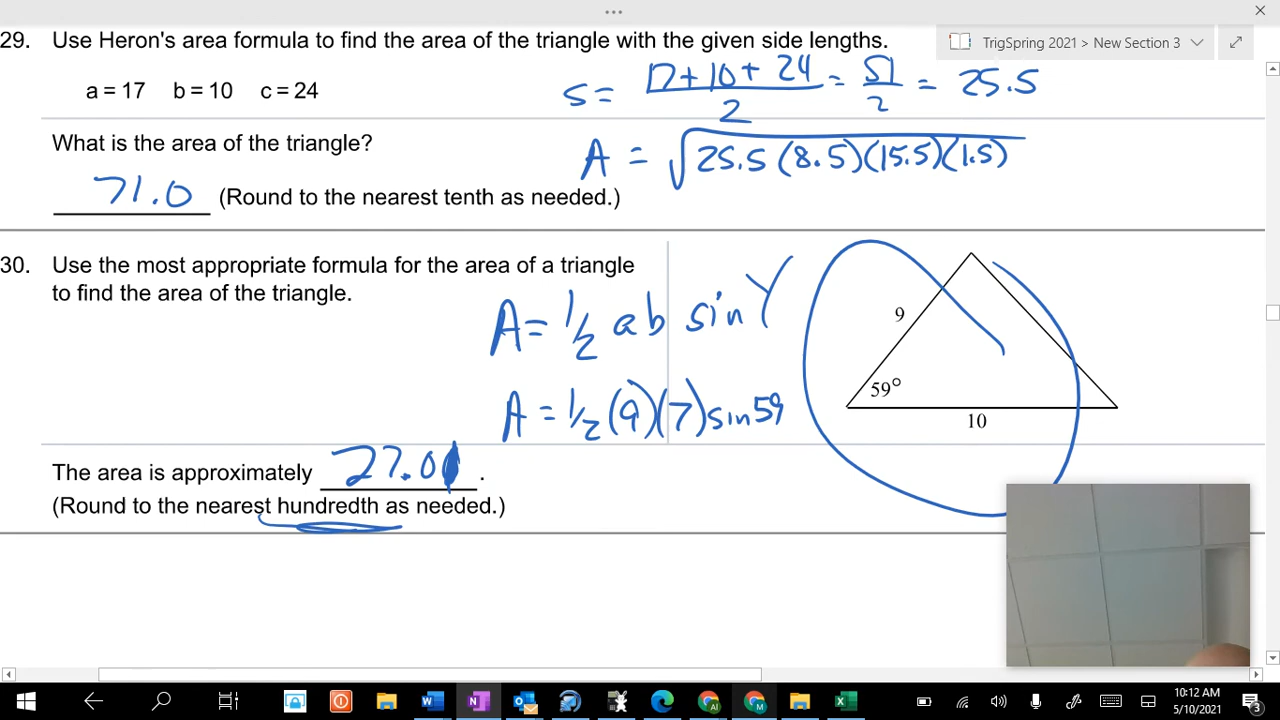 29. Use Heron's area formula to find the area of the triangle with the given side lengths.
TrigSpring 2021 > New Section 3
a = 17 b = 10 c = 24
s = 17 + 10 + 24 / 2 = 51 / 2 = 25.5
What is the area of the triangle?
A = √25.5 (8.5)(15.5)(1.5)
71.0 (Round to the nearest tenth as needed.)
30. Use the most appropriate formula for the area of a triangle
to find the area of the triangle.
A = 1/2 ab sin γ
9
59°
10
A = 1/2 (9)(7) sin 59
The area is approximately 27.0 .
(Round to the nearest hundredth as needed.)
10:12 AM
5/10/2021
3